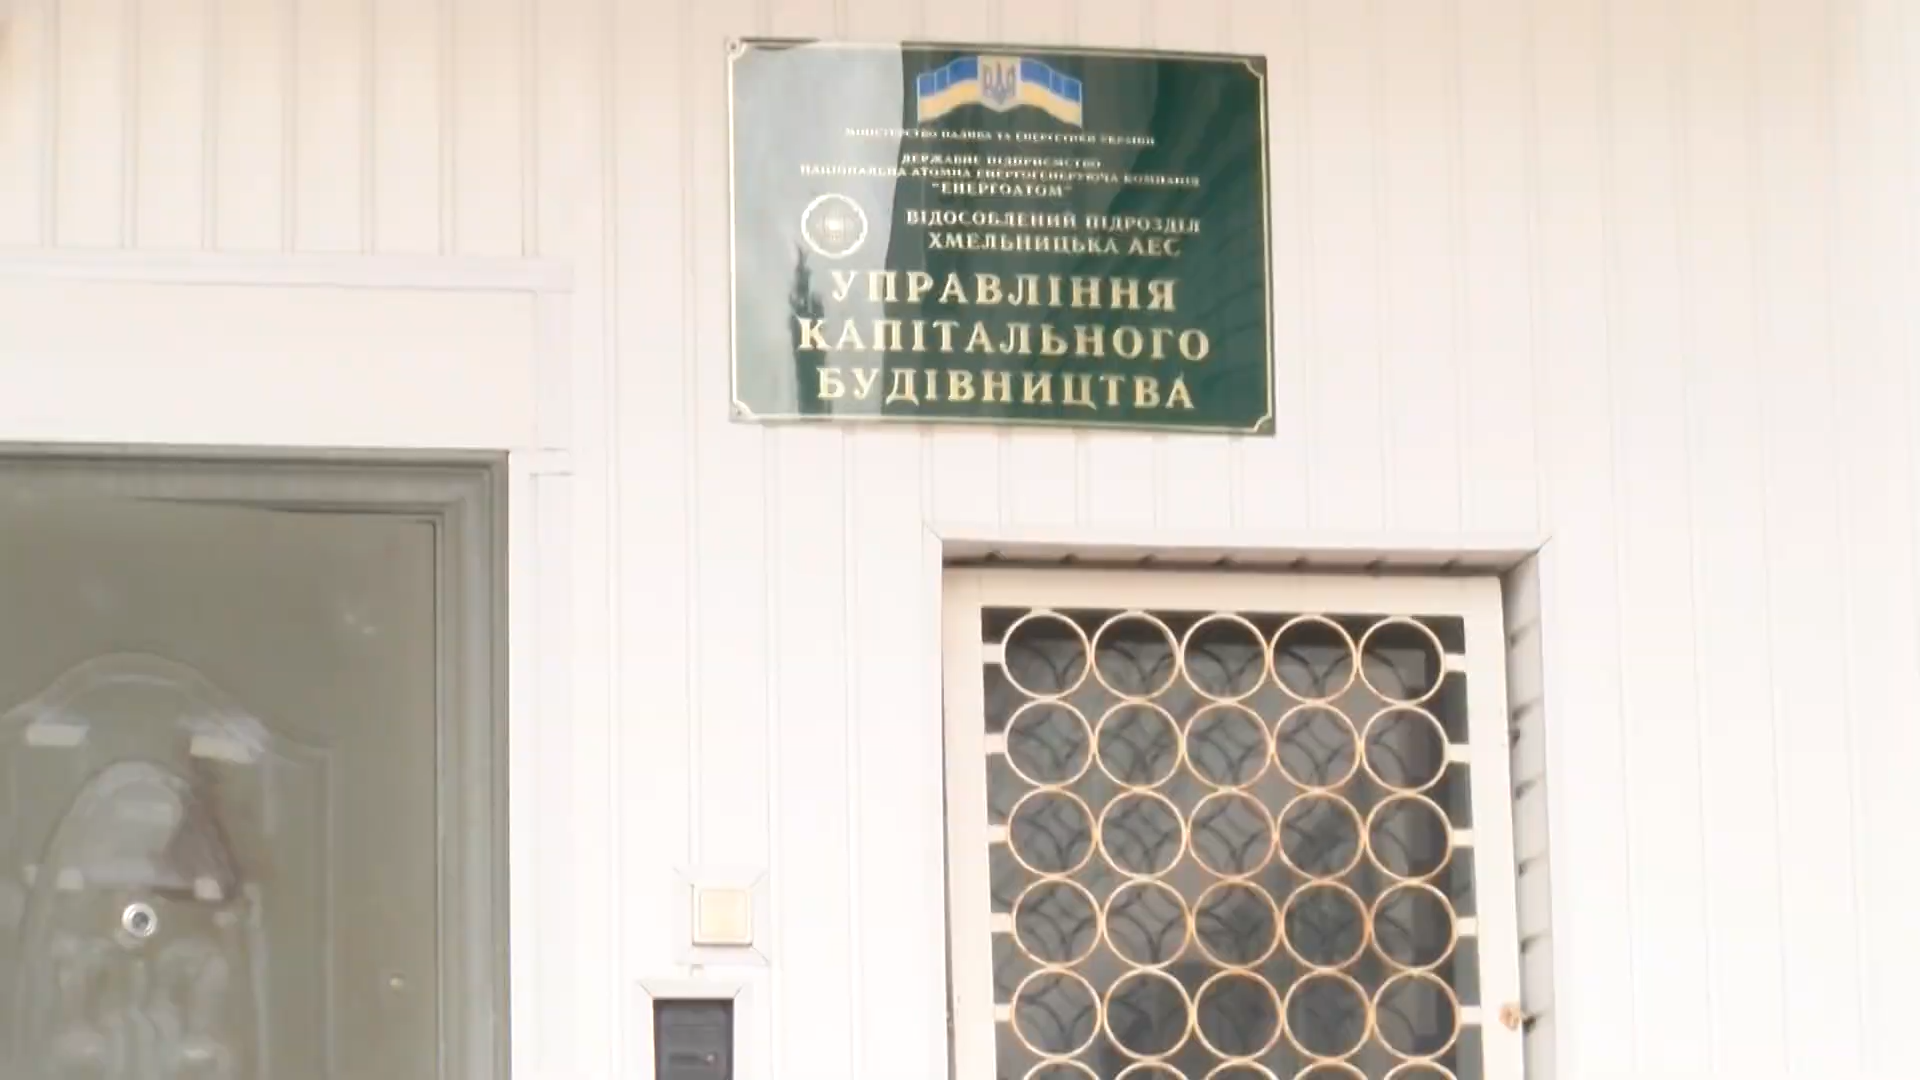 МІНІСТЕРСТВО ПАЛИВА ТА ЕНЕРГЕТИКИ УКРАЇНИ
ДЕРЖАВНЕ ПІДПРИЄМСТВО
НАЦІОНАЛЬНА АТОМНА ЕНЕРГОГЕНЕРУЮЧА КОМПАНІЯ
"ЕНЕРГОАТОМ"
ВІДОСОБЛЕНИЙ ПІДРОЗДІЛ
ХМЕЛЬНИЦЬКА АЕС
УПРАВЛІННЯ
КАПІТАЛЬНОГО
БУДІВНИЦТВА